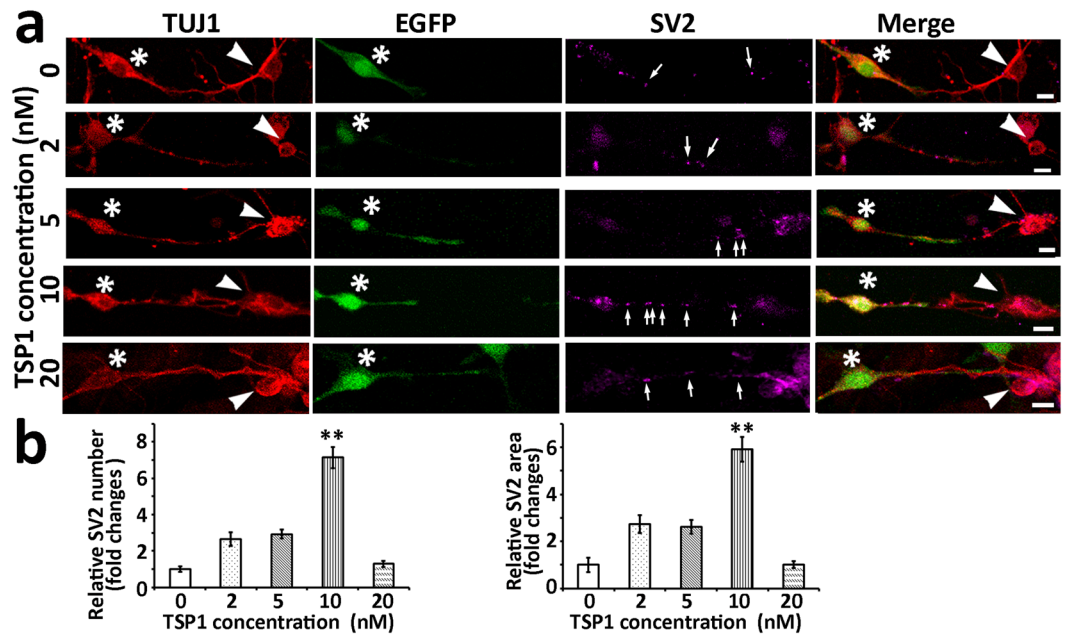 a
TUJ1 EGFP SV2 Merge
TSP1 concentration (nM)
0
*
*
*
2
*
*
*
5
*
*
*
10
*
*
*
20
*
*
*
b
Relative SV2 number
(fold changes )
8
6
4
2
0
**
0 2 5 10 20
TSP1 concentration (nM)
Relative SV2 area
(fold changes)
6
4
2
0
**
0 2 5 10 20
TSP1 concentration (nM)